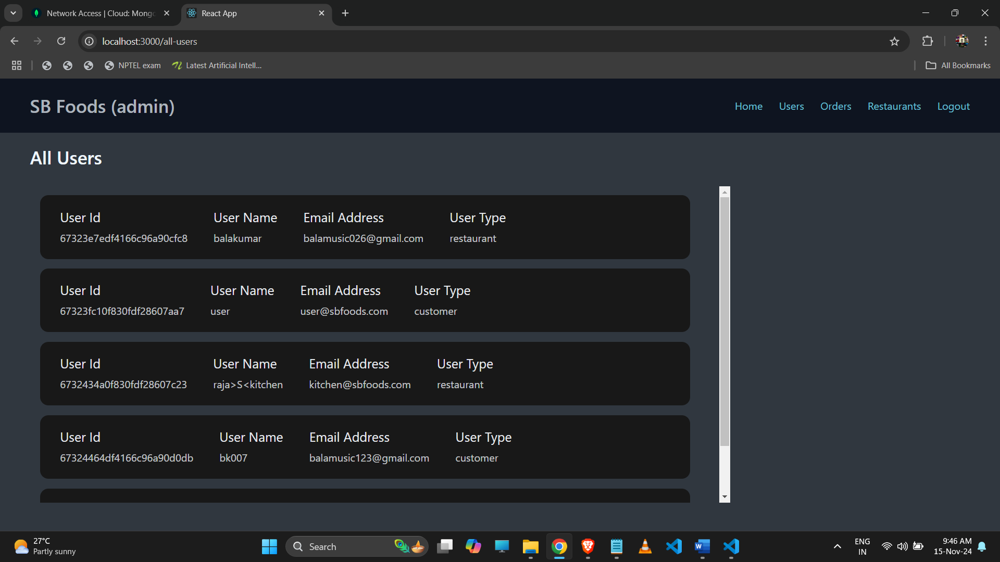 Network Access | Cloud: Mongo
React App
localhost:3000/all-users
NPTEL exam
Latest Artificial Intell...
All Bookmarks
SB Foods (admin)
Home Users Orders Restaurants Logout
All Users
User Id User Name Email Address User Type
67323e7edf4166c96a90cfc8 balakumar balamusic026@gmail.com restaurant
User Id User Name Email Address User Type
67323fc10f830fdf28607aa7 user user@sbfoods.com customer
User Id User Name Email Address User Type
6732434a0f830fdf28607c23 raja>S<kitchen kitchen@sbfoods.com restaurant
User Id User Name Email Address User Type
67324464df4166c96a90d0db bk007 balamusic123@gmail.com customer
27°C
Partly sunny
Search
ENG
IN
9:46 AM
15-Nov-24